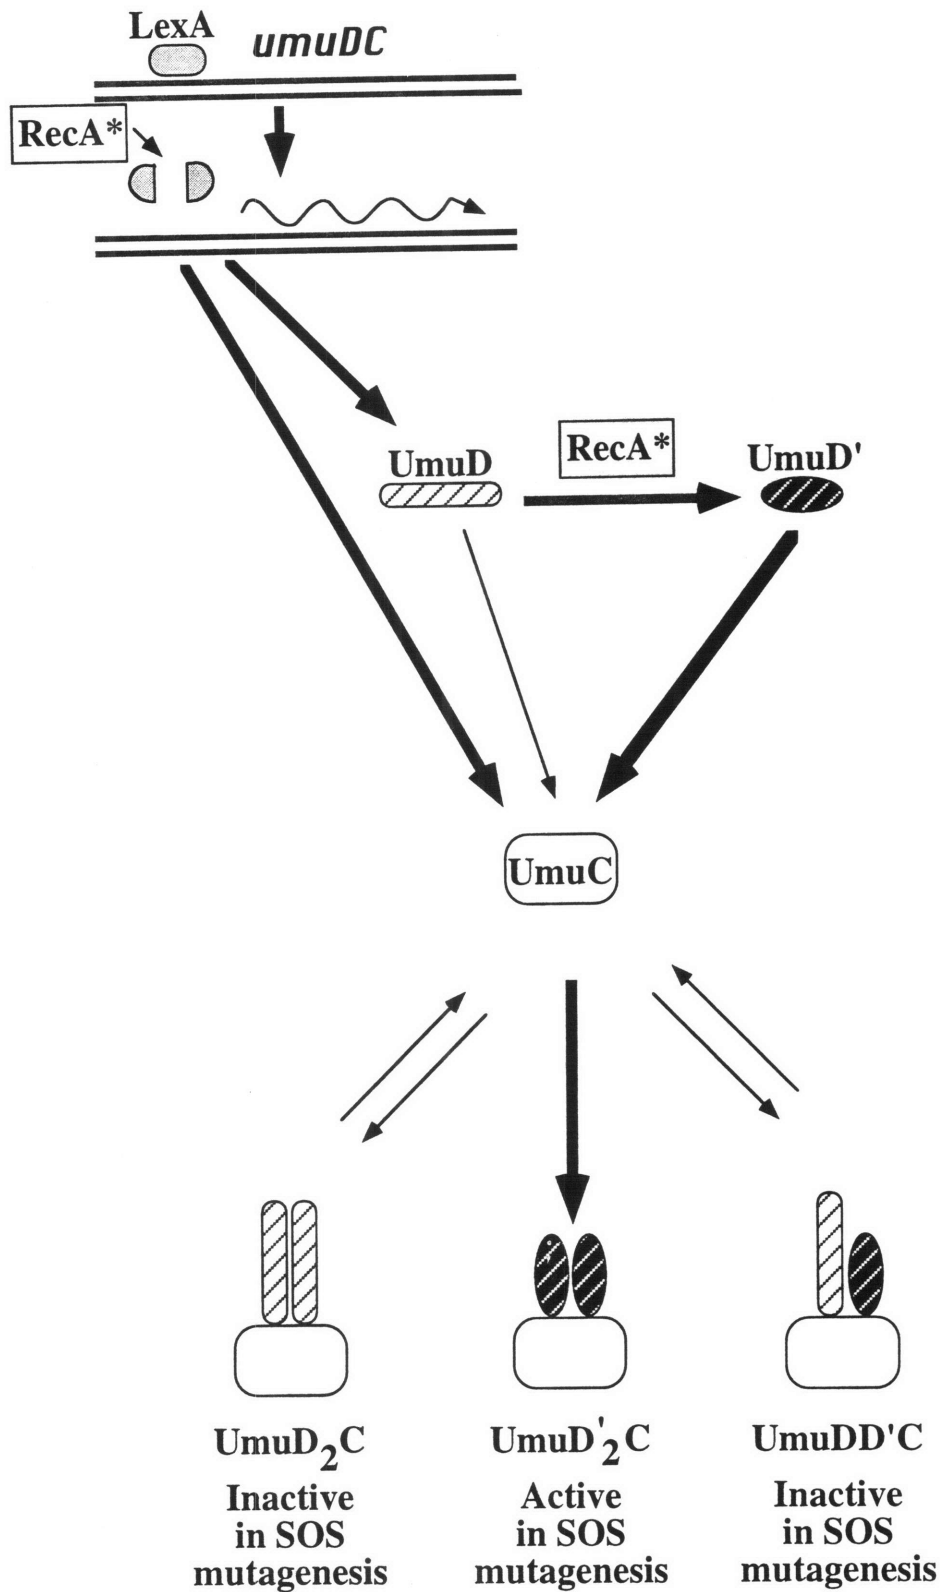 LexA
umuDC
RecA*
UmuD
RecA*
UmuD'
UmuC
UmuD2C
Inactive
in SOS
mutagenesis
UmuD'2C
Active
in SOS
mutagenesis
UmuDD'C
Inactive
in SOS
mutagenesis